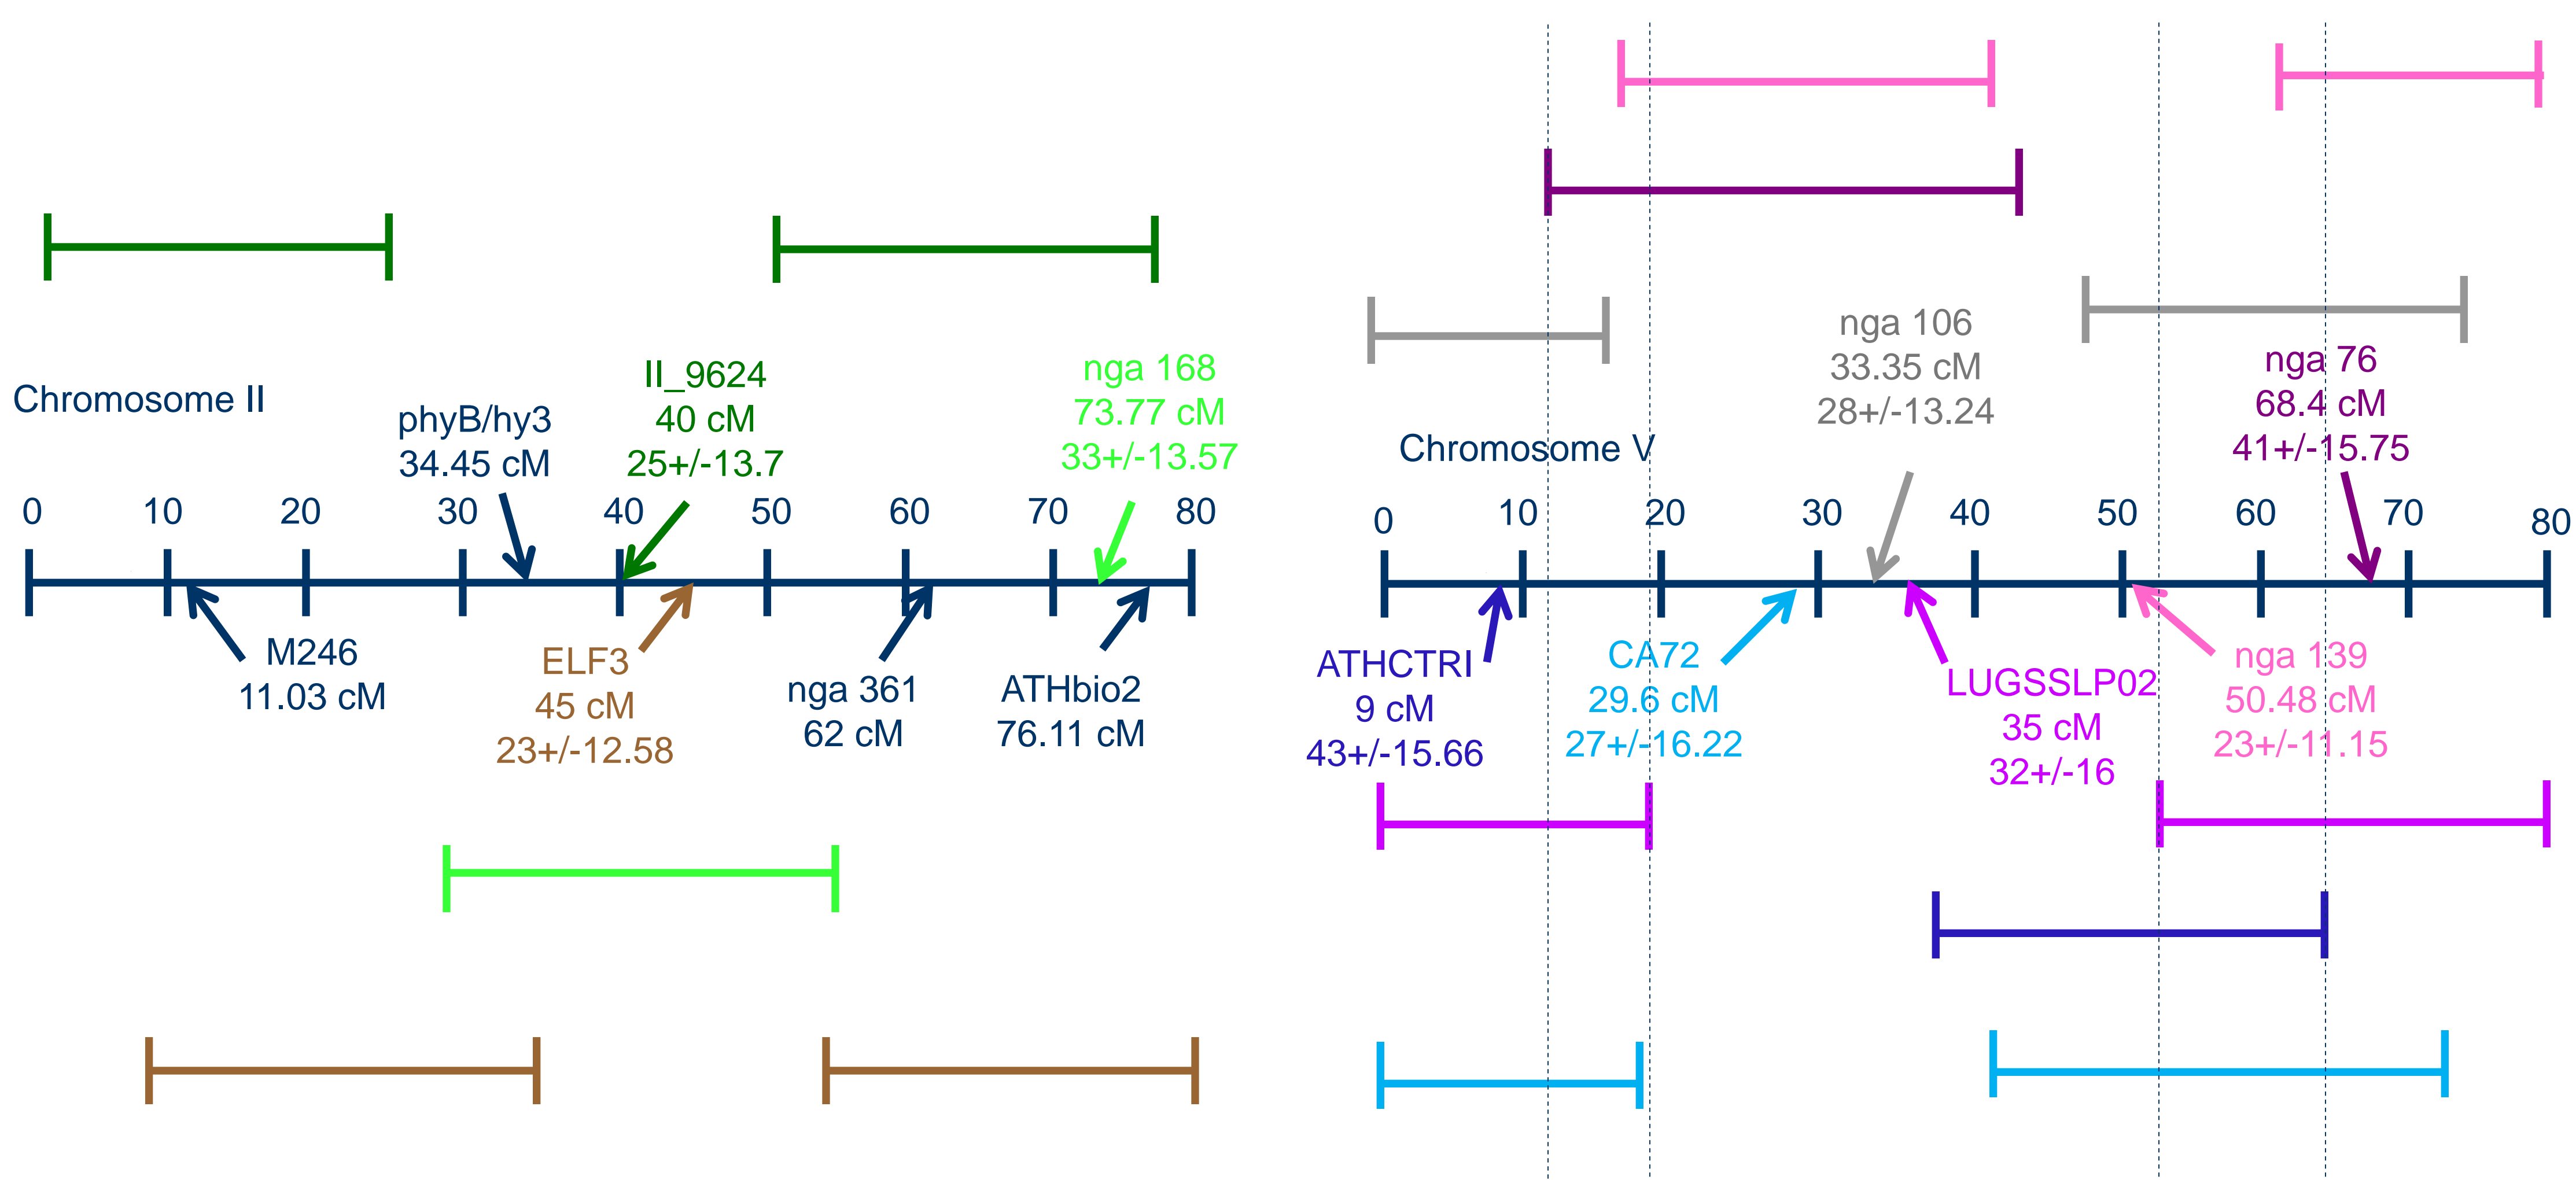 Chromosome II
phyB/hy3
34.45 cM
II_9624
40 cM
25+/-13.7
nga 168
73.77 cM
33+/-13.57
0 10 20 30 40 50 60 70 80
M246
11.03 cM
ELF3
45 cM
23+/-12.58
nga 361
62 cM
ATHbio2
76.11 cM
Chromosome V
nga 106
33.35 cM
28+/-13.24
nga 76
68.4 cM
41+/-15.75
0 10 20 30 40 50 60 70 80
ATHCTRI
9 cM
43+/-15.66
CA72
29.6 cM
27+/-16.22
LUGSSLP02
35 cM
32+/-16
nga 139
50.48 cM
23+/-11.15